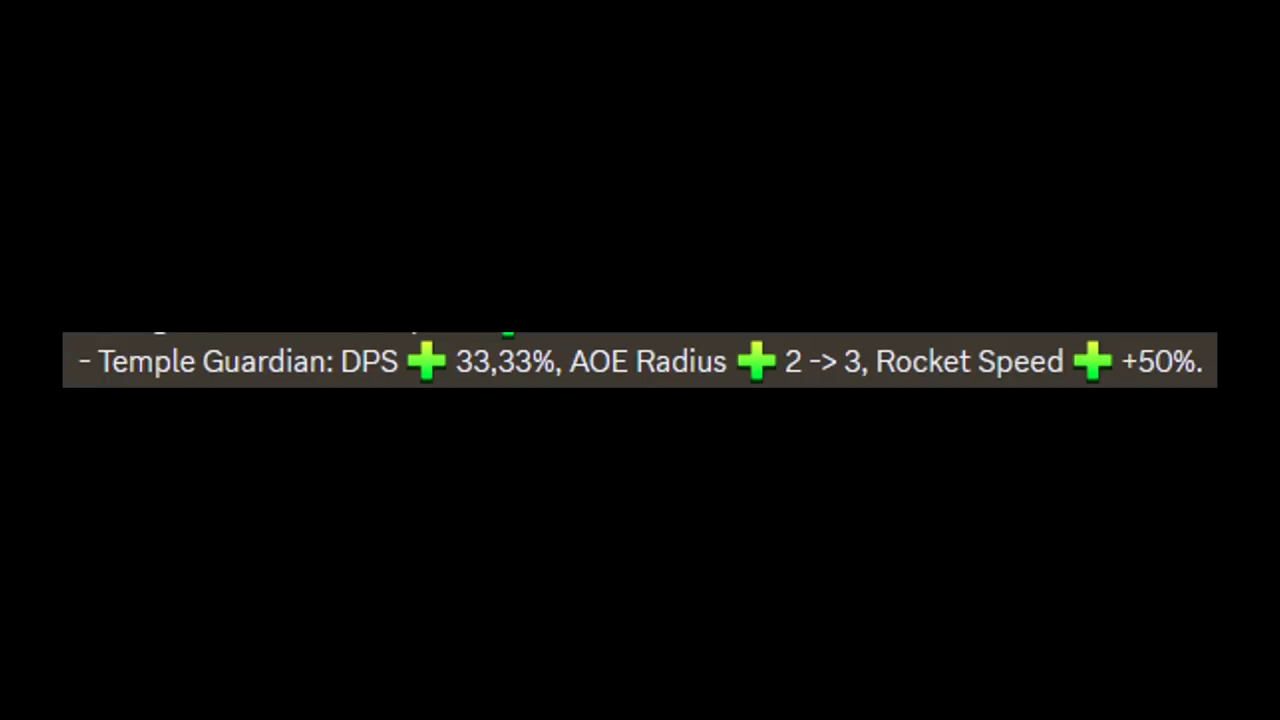 - Temple Guardian: DPS ➕ 33,33%, AOE Radius ➕ 2 -> 3, Rocket Speed ➕ +50%.